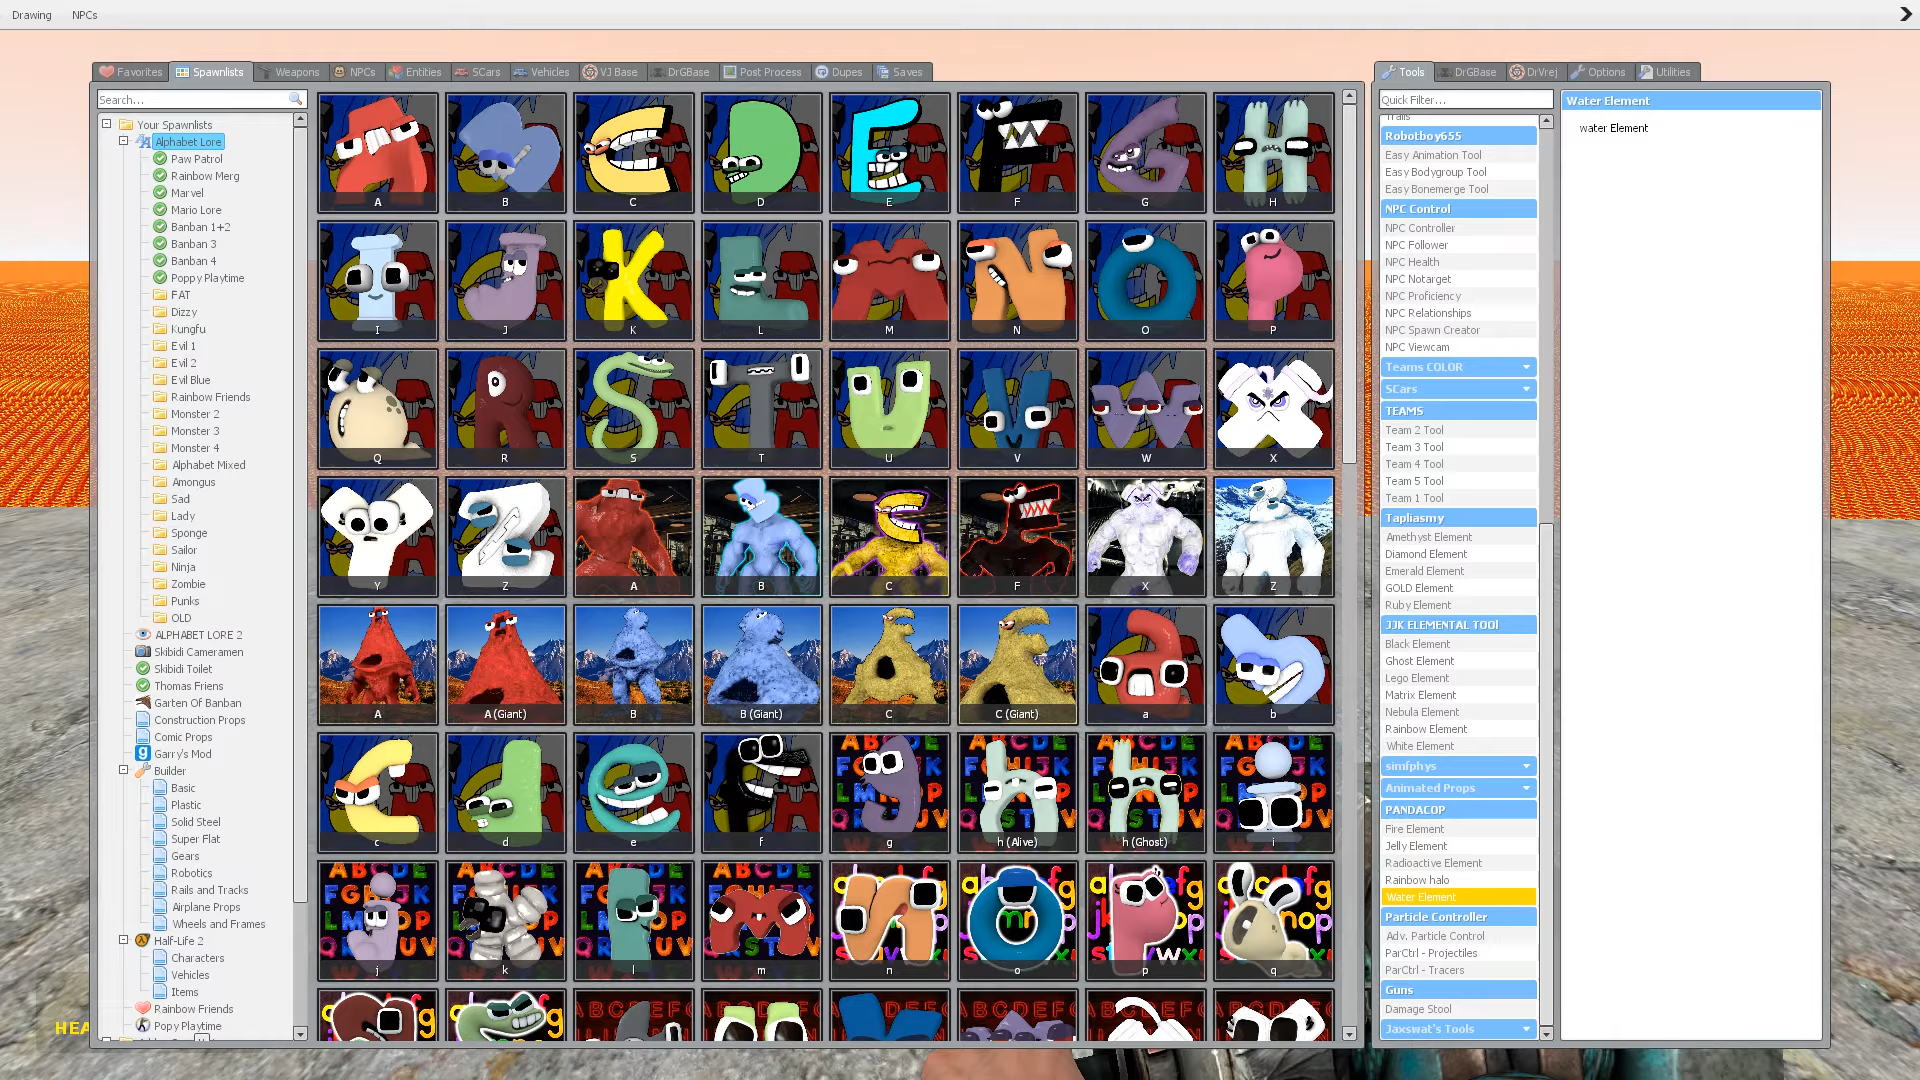 Drawing NPCs
Favorites Spawnlists Weapons NPCs Entities SCars Vehicles VJ Base DrGBase Post Process Dupes Saves
Search...
Your Spawnlists
Alphabet Lore
Paw Patrol
Rainbow Merg
Marvel
Mario Lore
Banban 1+2
Banban 3
Banban 4
Poppy Playtime
FAT
Dizzy
Kungfu
Evil 1
Evil 2
Evil Blue
Rainbow Friends
Monster 2
Monster 3
Monster 4
Alphabet Mixed
Amongus
Sad
Lady
Sponge
Sailor
Ninja
Zombie
Punks
OLD
ALPHABET LORE 2
Skibidi Cameramen
Skibidi Toilet
Thomas Friens
Garten Of Banban
Construction Props
Comic Props
Garry's Mod
Builder
Basic
Plastic
Solid Steel
Super Flat
Gears
Robotics
Rails and Tracks
Airplane Props
Wheels and Frames
Half-Life 2
Characters
Vehicles
Items
Rainbow Friends
Popy Playtime
HEA
A B C D E F G H
I J K L M N O P
Q R S T U V W X
Y Z A B C F X Z
A A (Giant) B B (Giant) C C (Giant) a b
c d e f g h (Alive) h (Ghost) i
j k l m n o p q
Tools DrGBase DrVrej Options Utilities
Quick Filter...
Trails
Robotboy655
Easy Animation Tool
Easy Bodygroup Tool
Easy Bonemerge Tool
NPC Control
NPC Controller
NPC Follower
NPC Health
NPC Notarget
NPC Proficiency
NPC Relationships
NPC Spawn Creator
NPC Viewcam
Teams COLOR
SCars
TEAMS
Team 2 Tool
Team 3 Tool
Team 4 Tool
Team 5 Tool
Team 1 Tool
Tapliasmy
Amethyst Element
Diamond Element
Emerald Element
GOLD Element
Ruby Element
JJK ELEMENTAL TOOl
Black Element
Ghost Element
Lego Element
Matrix Element
Nebula Element
Rainbow Element
White Element
simfphys
Animated Props
PANDACOP
Fire Element
Jelly Element
Radioactive Element
Rainbow halo
Water Element
Particle Controller
Adv. Particle Control
ParCtrl - Projectiles
ParCtrl - Tracers
Guns
Damage Stool
Jaxswat's Tools
Water Element
water Element